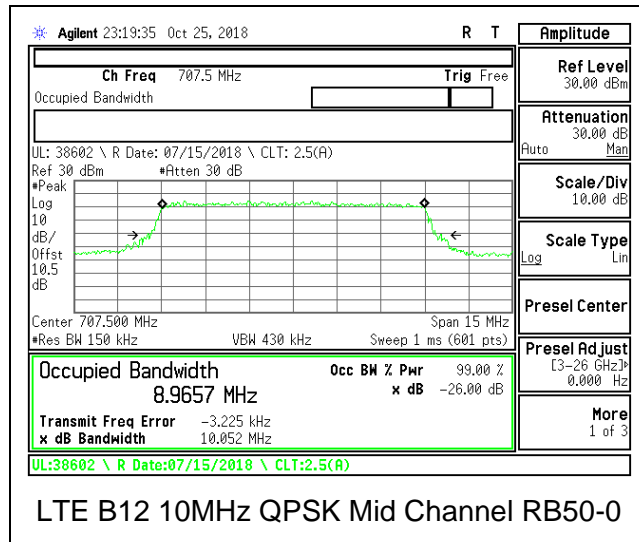 Agilent 23:19:35 Oct 25, 2018 R T
Amplitude
Ch Freq 707.5 MHz Trig Free
Occupied Bandwidth
UL: 38602 \ R Date: 07/15/2018 \ CLT: 2.5(A)
Ref 30 dBm #Atten 30 dB
#Peak
Log
10
dB/
Offst
10.5
dB
Center 707.500 MHz Span 15 MHz
#Res BW 150 kHz VBW 430 kHz Sweep 1 ms (601 pts)
Occupied Bandwidth Occ BW % Pwr 99.00 %
8.9657 MHz x dB -26.00 dB
Transmit Freq Error -3.225 kHz
x dB Bandwidth 10.052 MHz
UL:38602 \ R Date:07/15/2018 \ CLT:2.5(A)
Ref Level
30.00 dBm
Attenuation
30.00 dB
Auto Man
Scale/Div
10.00 dB
Scale Type
Log Lin
Presel Center
Presel Adjust
[3-26 GHz]
0.000 Hz
More
1 of 3
LTE B12 10MHz QPSK Mid Channel RB50-0